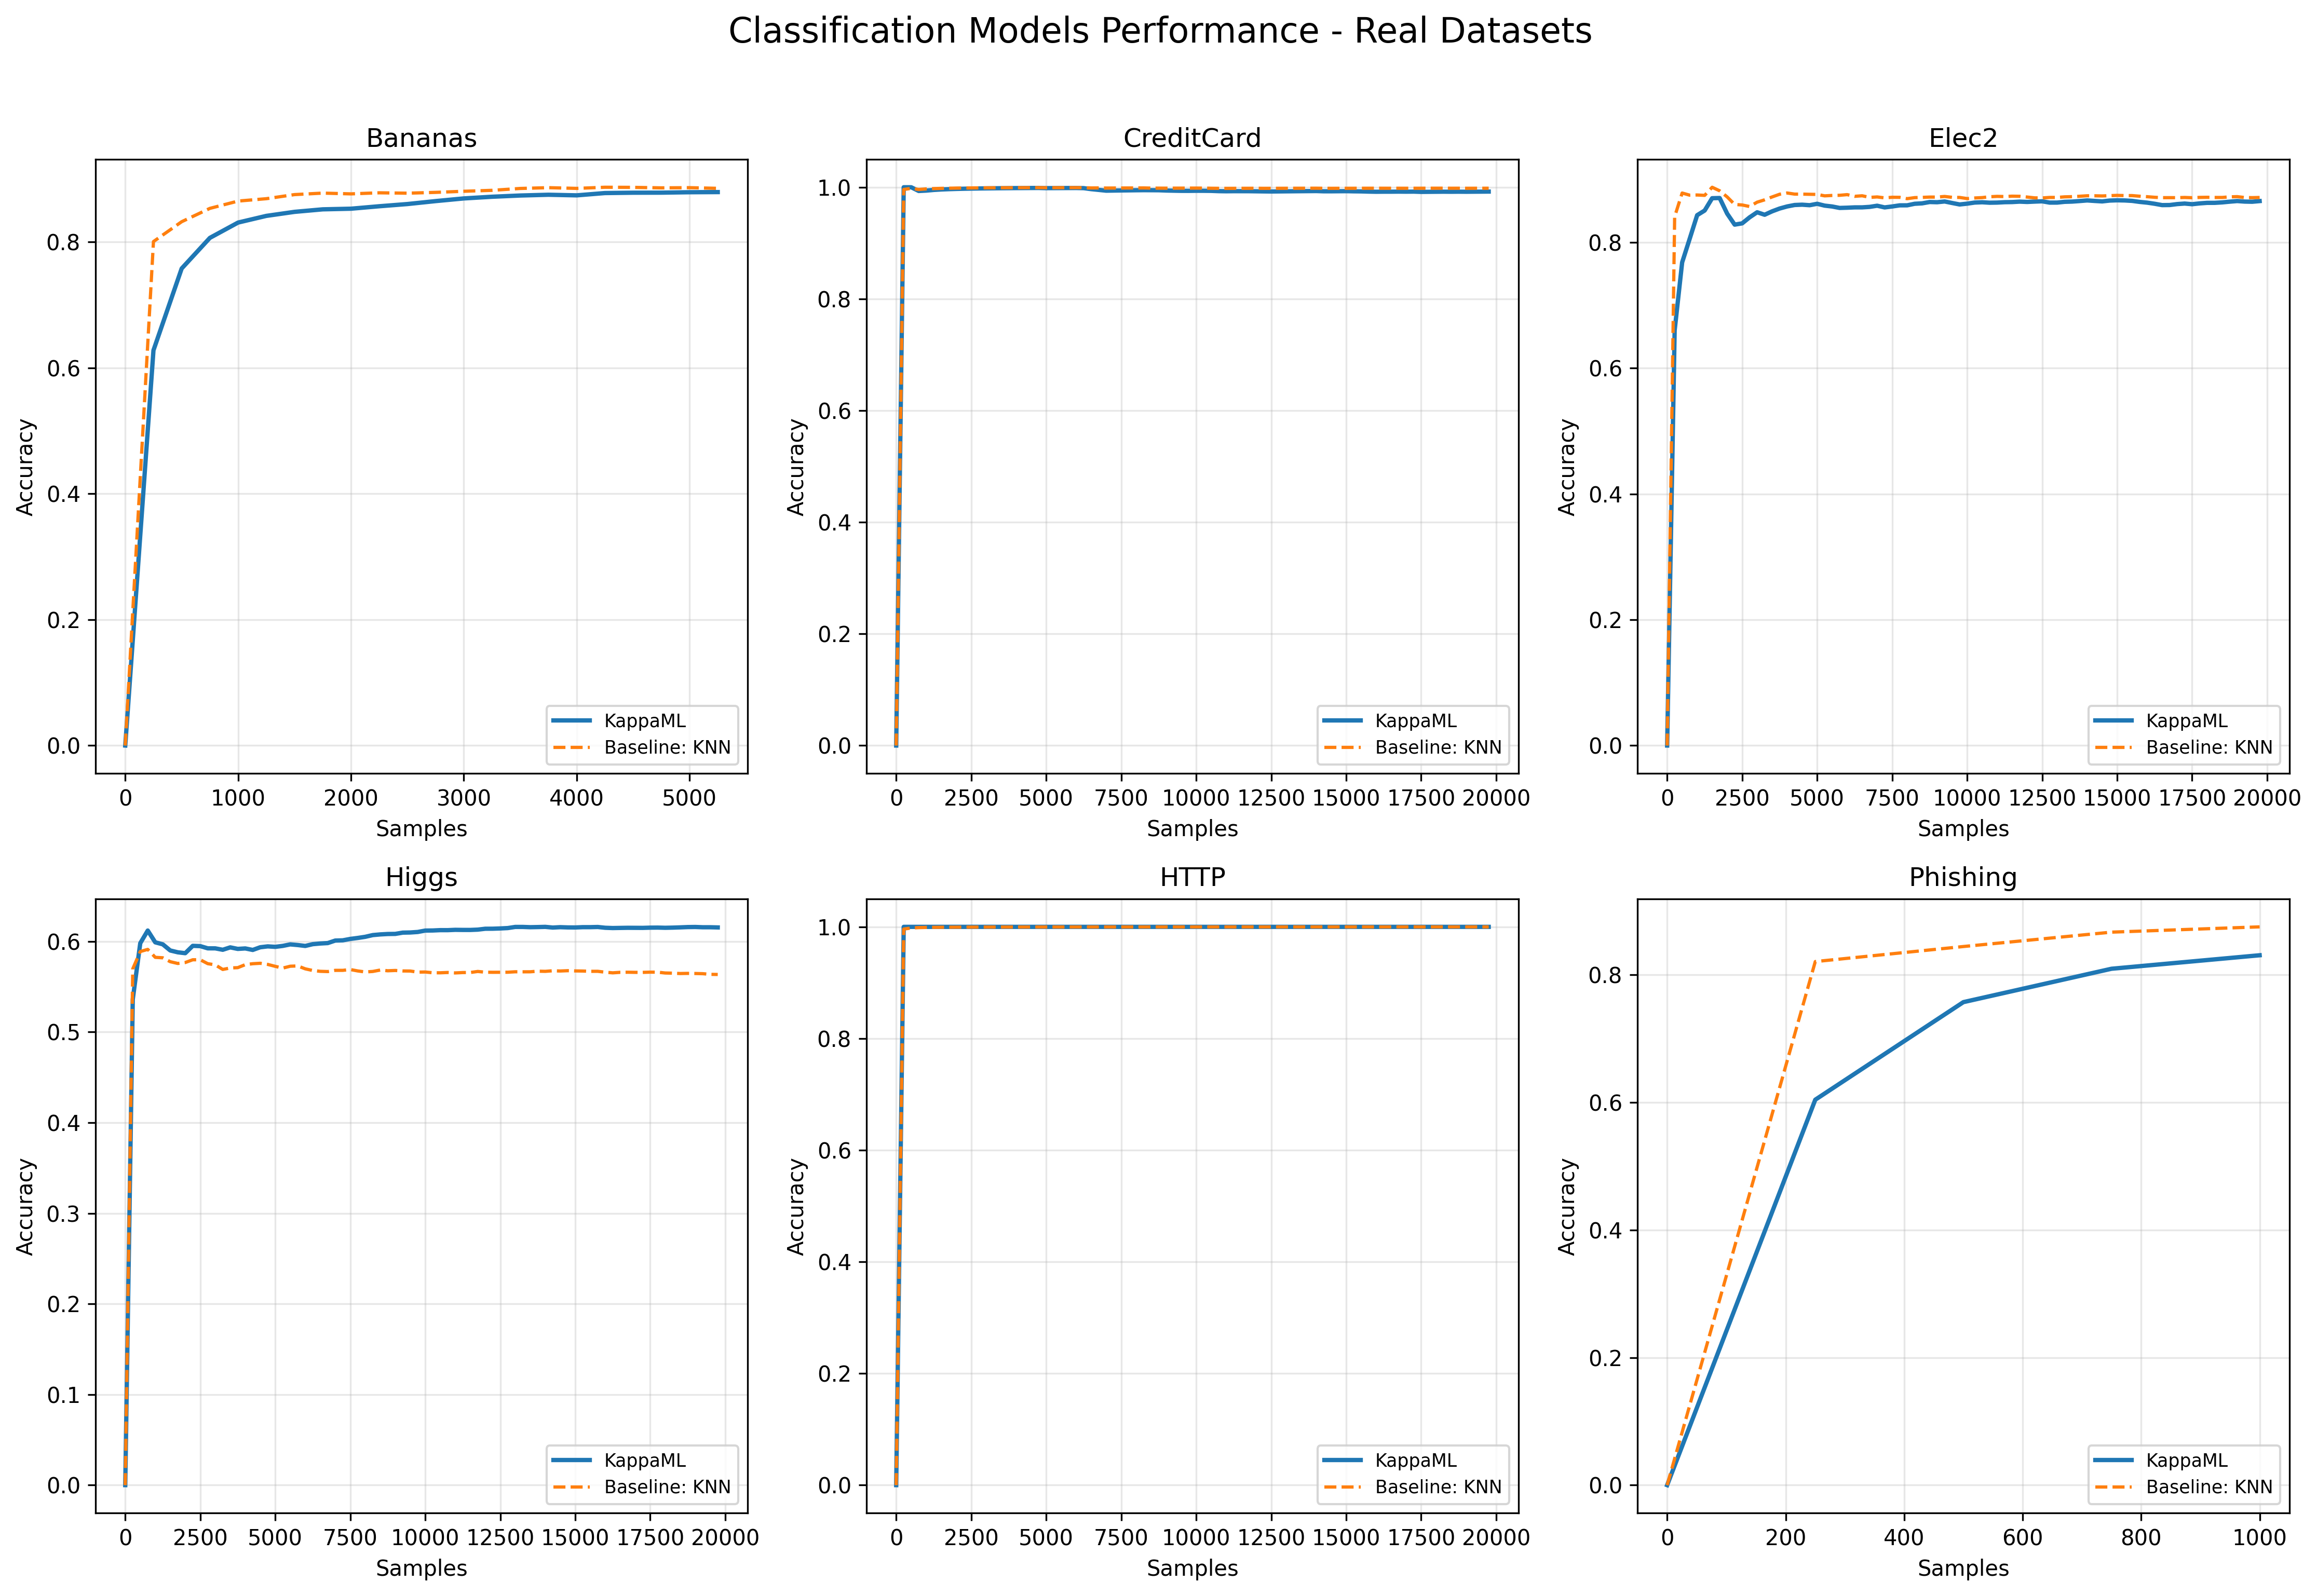 Classification Models Performance - Real Datasets
Bananas
Accuracy
0.8
0.6
0.4
0.2
0.0
0 1000 2000 3000 4000 5000
Samples
KappaML
Baseline: KNN
CreditCard
Accuracy
1.0
0.8
0.6
0.4
0.2
0.0
0 2500 5000 7500 10000 12500 15000 17500 20000
Samples
KappaML
Baseline: KNN
Elec2
Accuracy
0.8
0.6
0.4
0.2
0.0
0 2500 5000 7500 10000 12500 15000 17500 20000
Samples
KappaML
Baseline: KNN
Higgs
Accuracy
0.6
0.5
0.4
0.3
0.2
0.1
0.0
0 2500 5000 7500 10000 12500 15000 17500 20000
Samples
KappaML
Baseline: KNN
HTTP
Accuracy
1.0
0.8
0.6
0.4
0.2
0.0
0 2500 5000 7500 10000 12500 15000 17500 20000
Samples
KappaML
Baseline: KNN
Phishing
Accuracy
0.8
0.6
0.4
0.2
0.0
0 200 400 600 800 1000
Samples
KappaML
Baseline: KNN